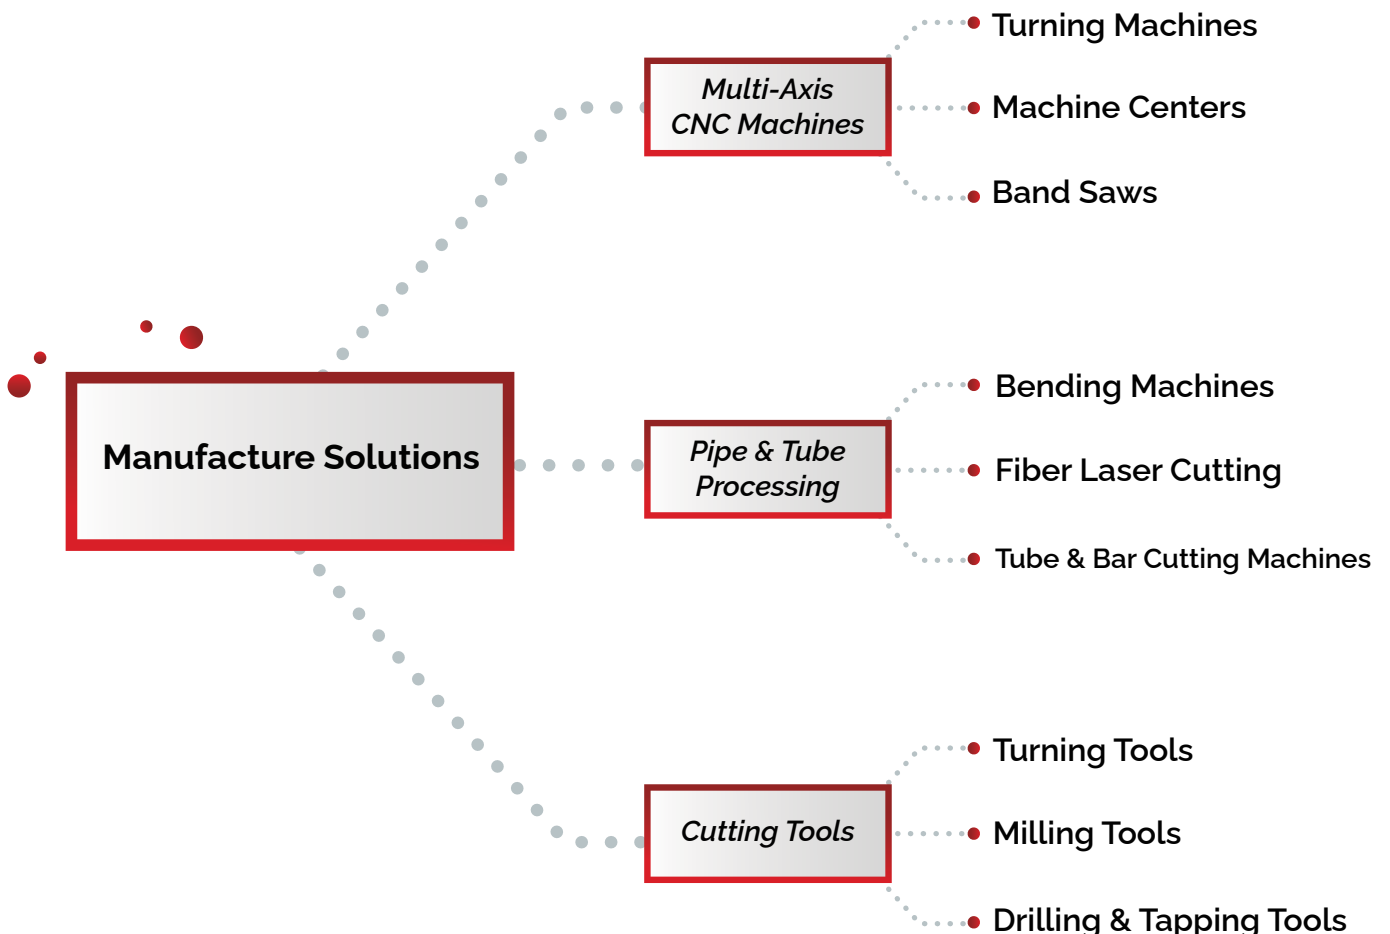 Manufacture Solutions
Multi-Axis
CNC Machines
Turning Machines
Machine Centers
Band Saws
Pipe & Tube
Processing
Bending Machines
Fiber Laser Cutting
Tube & Bar Cutting Machines
Cutting Tools
Turning Tools
Milling Tools
Drilling & Tapping Tools